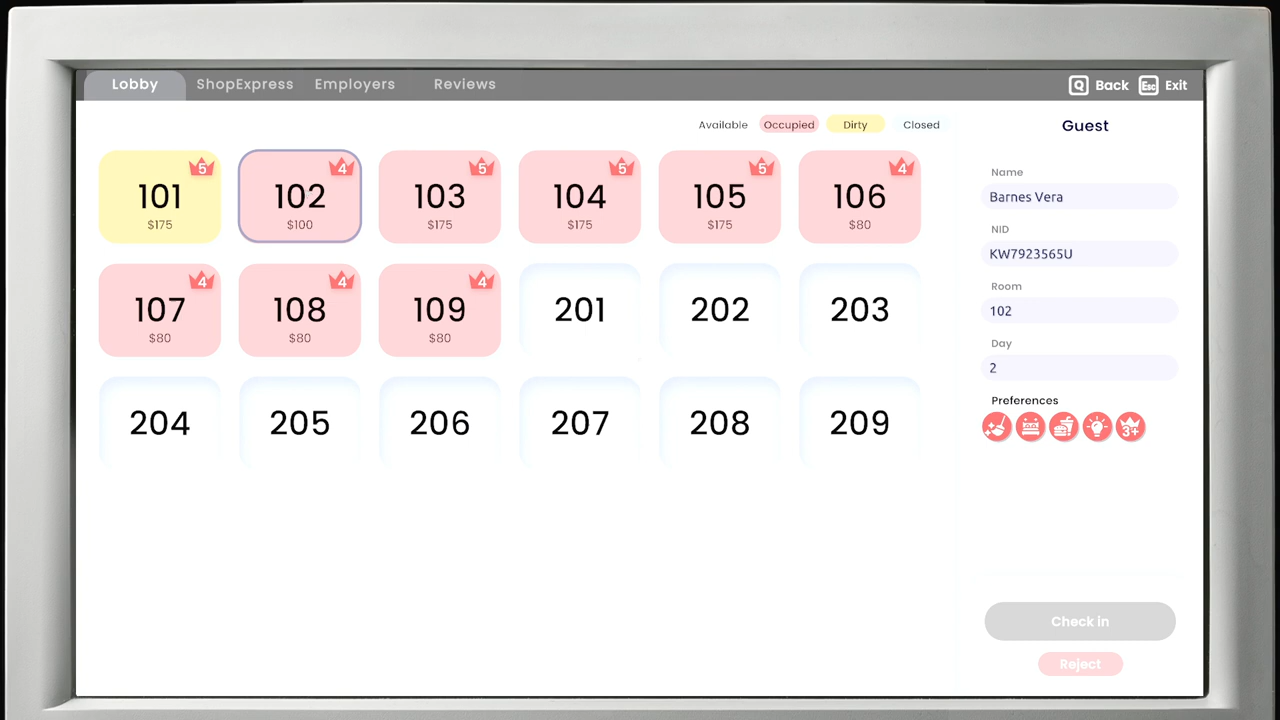 Lobby ShopExpress Employers Reviews Q Back Esc Exit
Available Occupied Dirty Closed
Guest
5 4 5 5 5 4
101 102 103 104 105 106
$175 $100 $175 $175 $175 $80
4 4 4
107 108 109 201 202 203
$80 $80 $80
204 205 206 207 208 209
Name
Barnes Vera
NID
KW7923565U
Room
102
Day
2
Preferences
3+
Check in
Reject